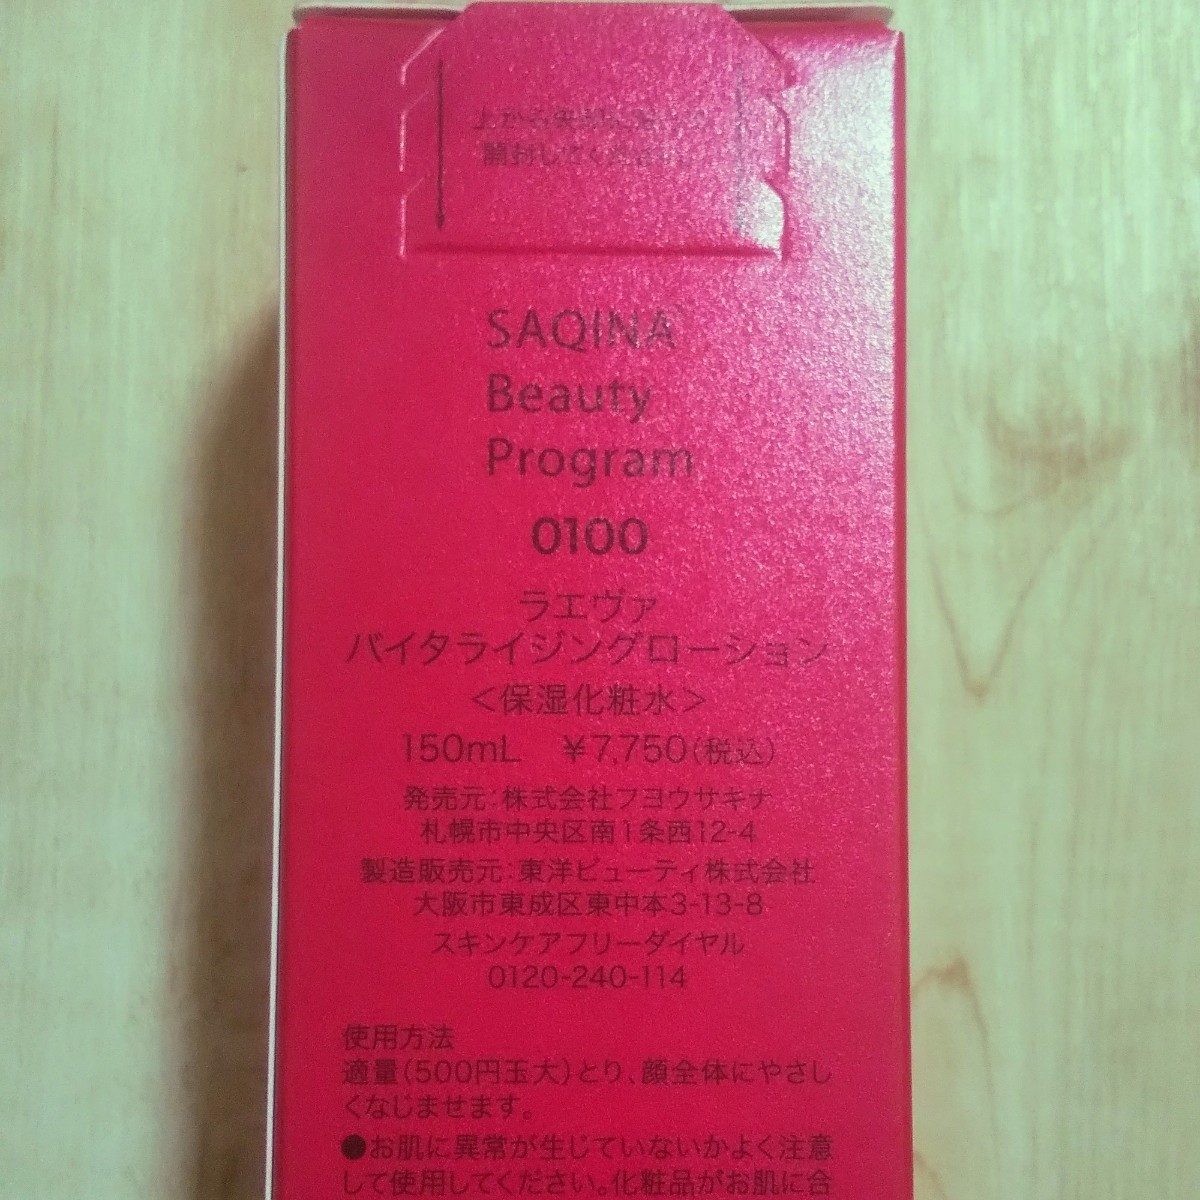 開封してください。
SAQINA
Beauty
Program
0100
ラエヴァ
バイタライジングローション
＜保湿化粧水＞
150mL ¥7,750(税込)
発売元:株式会社フヨウサキナ
札幌市中央区南1条西12-4
製造販売元:東洋ビューティ株式会社
大阪市東成区東中本3-13-8
スキンケアフリーダイヤル
0120-240-114
使用方法
適量(500円玉大)とり、顔全体にやさし
くなじませます。
●お肌に異常が生じていないかよく注意
して使用してください。化粧品がお肌に合